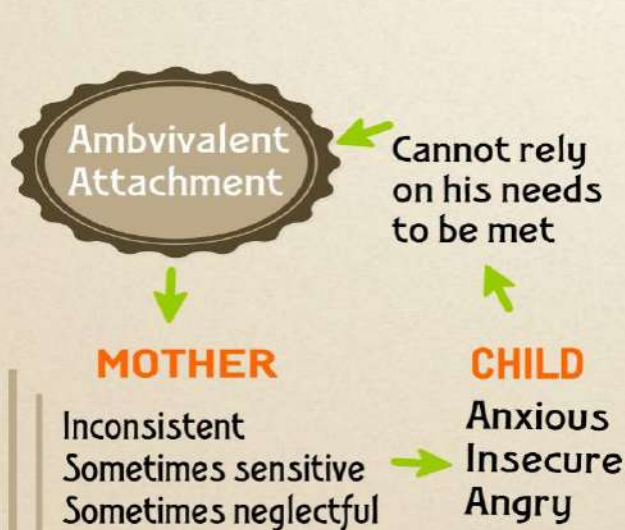 Ambvivalent
Attachment
Cannot rely
on his needs
to be met
MOTHER
Inconsistent
Sometimes sensitive
Sometimes neglectful
CHILD
Anxious
Insecure
Angry